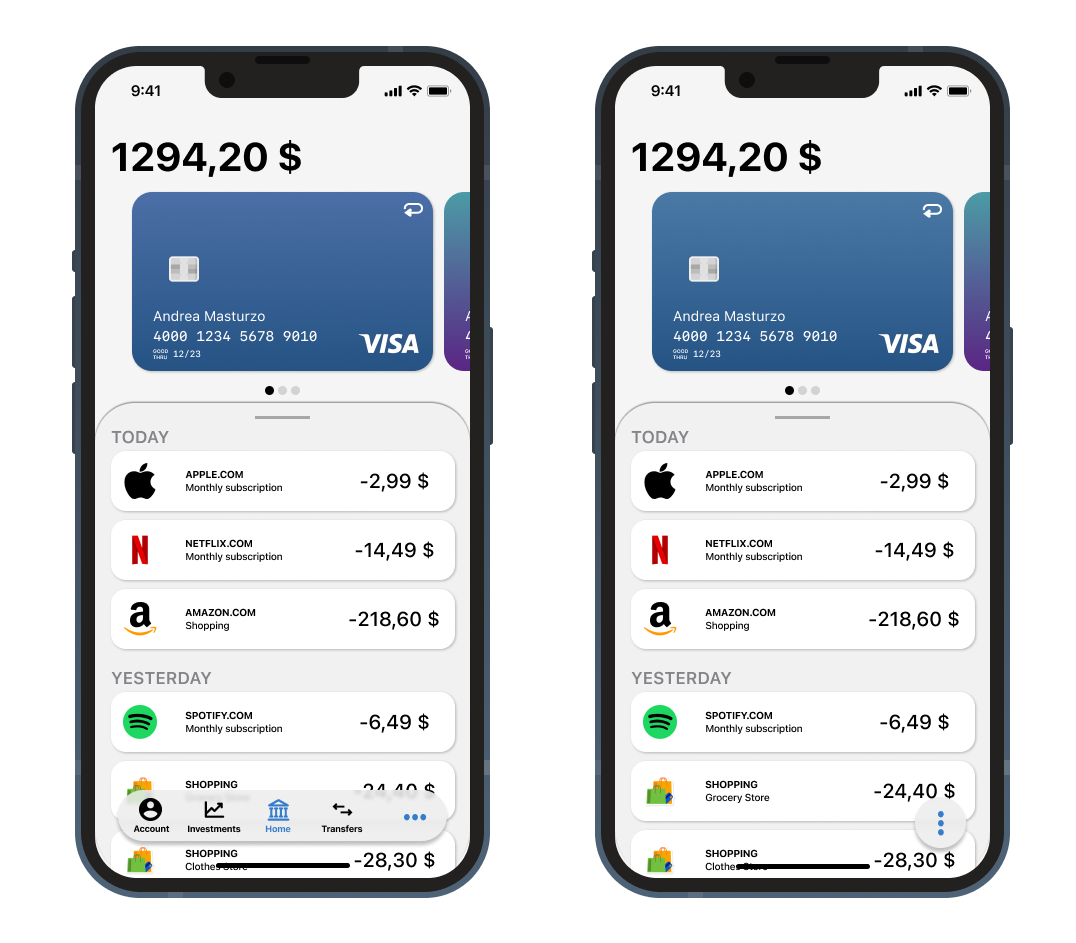 9:41
1294,20 $
Andrea Masturzo
4000 1234 5678 9010
GOOD THRU 12/23
VISA
A
TODAY
APPLE.COM
Monthly subscription
-2,99 $
NETFLIX.COM
Monthly subscription
-14,49 $
AMAZON.COM
Shopping
-218,60 $
YESTERDAY
SPOTIFY.COM
Monthly subscription
-6,49 $
SHOPPING
-24,40 $
Account
Investments
Home
Transfers
SHOPPING
Clothes Store
-28,30 $
9:41
1294,20 $
Andrea Masturzo
4000 1234 5678 9010
GOOD THRU 12/23
VISA
A
TODAY
APPLE.COM
Monthly subscription
-2,99 $
NETFLIX.COM
Monthly subscription
-14,49 $
AMAZON.COM
Shopping
-218,60 $
YESTERDAY
SPOTIFY.COM
Monthly subscription
-6,49 $
SHOPPING
Grocery Store
-24,40 $
SHOPPING
Clothes Store
-28,30 $